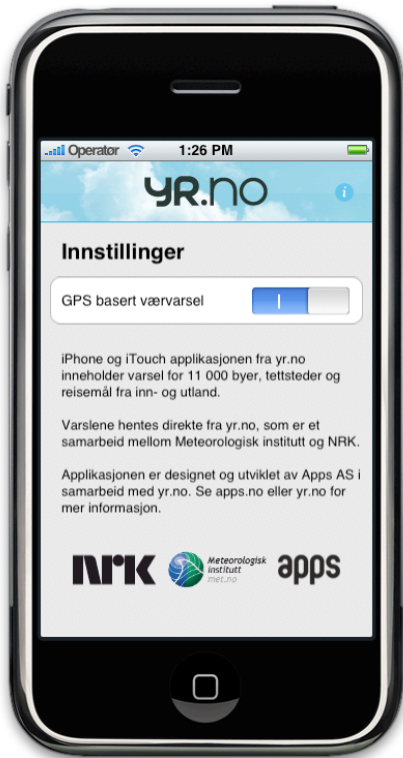 Operatør 1:26 PM
yr.no
Innstillinger
GPS basert værvarsel
iPhone og iTouch applikasjonen fra yr.no
inneholder varsel for 11 000 byer, tettsteder og
reisemål fra inn- og utland.
Varslene hentes direkte fra yr.no, som er et
samarbeid mellom Meteorologisk institutt og NRK.
Applikasjonen er designet og utviklet av Apps AS i
samarbeid med yr.no. Se apps.no eller yr.no for
mer informasjon.
nrk Meteorologisk
institutt
met.no
apps